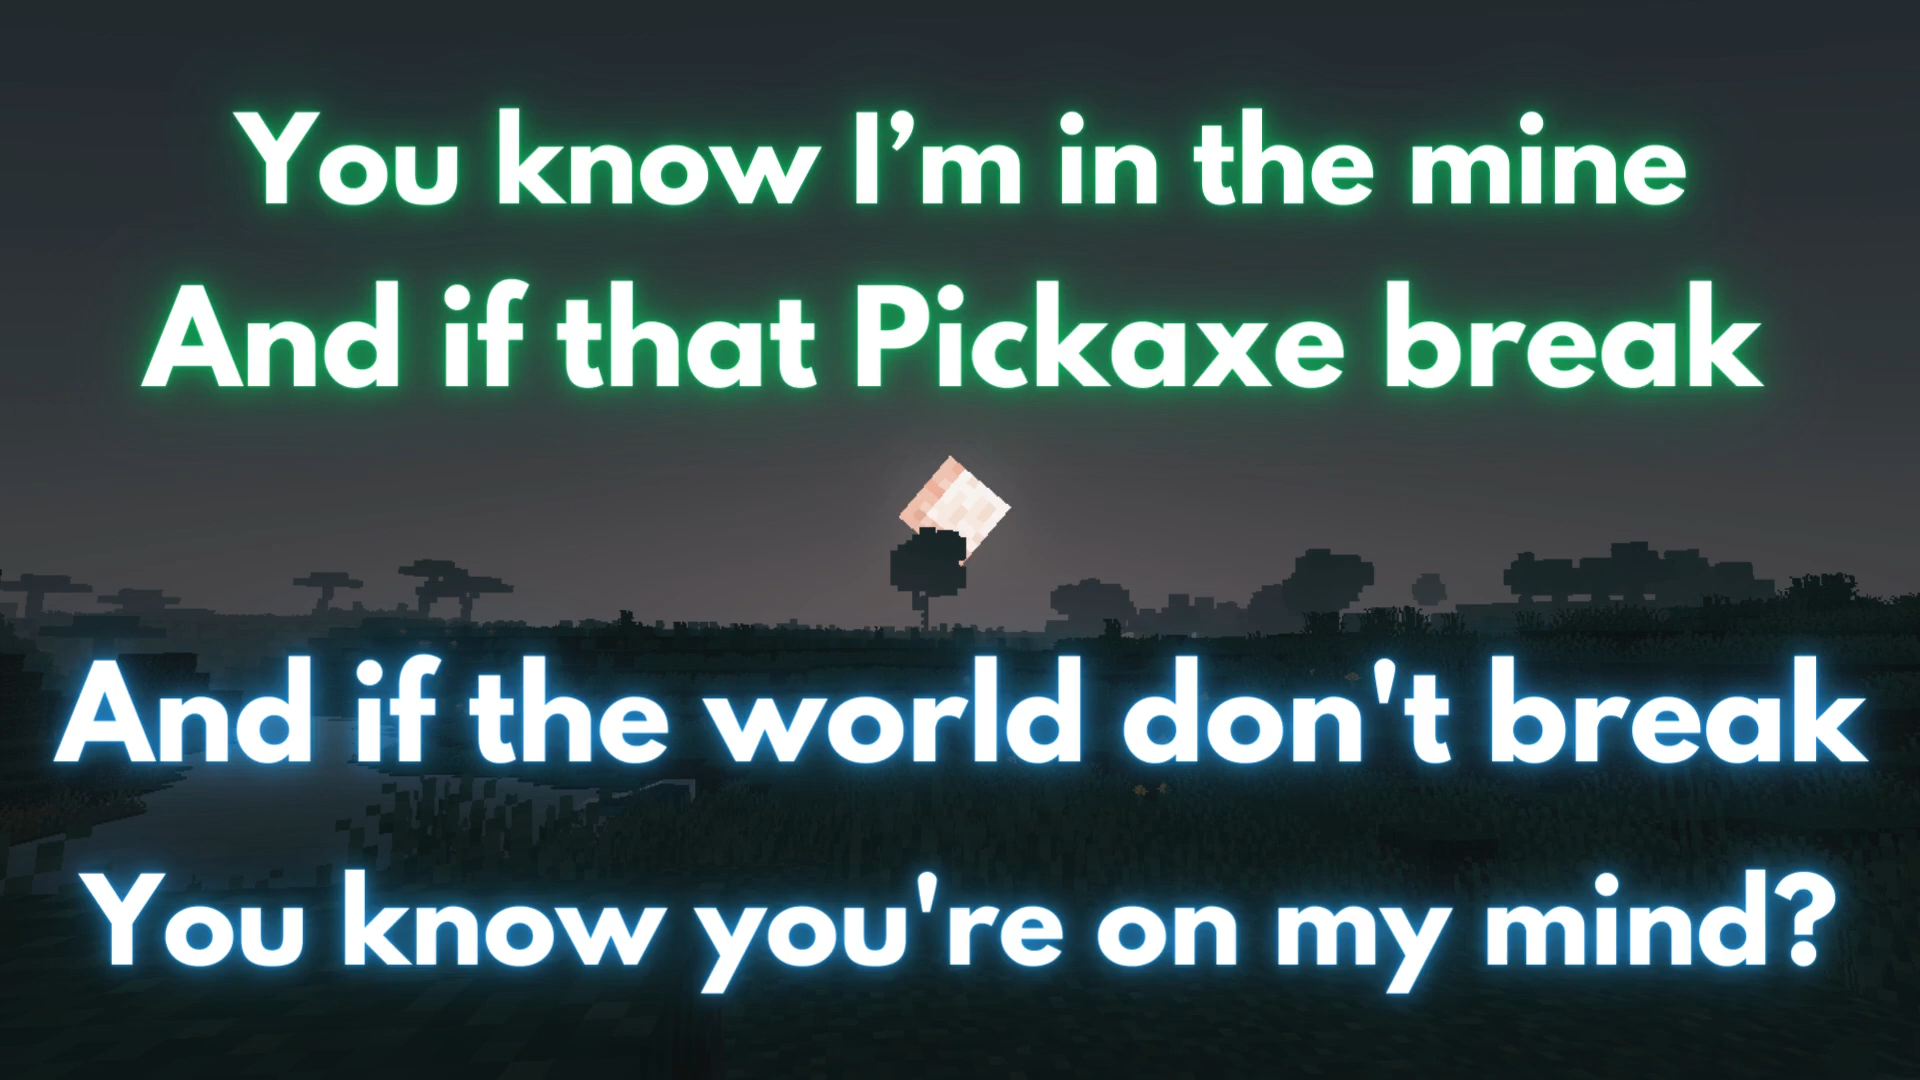 You know I’m in the mine
And if that Pickaxe break
And if the world don't break
You know you're on my mind?